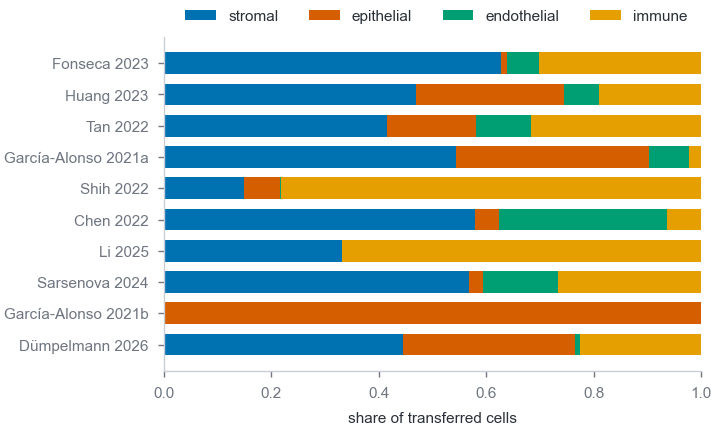 stromal epithelial endothelial immune
Fonseca 2023
Huang 2023
Tan 2022
García-Alonso 2021a
Shih 2022
Chen 2022
Li 2025
Sarsenova 2024
García-Alonso 2021b
Dümpelmann 2026
0.0 0.2 0.4 0.6 0.8 1.0
share of transferred cells